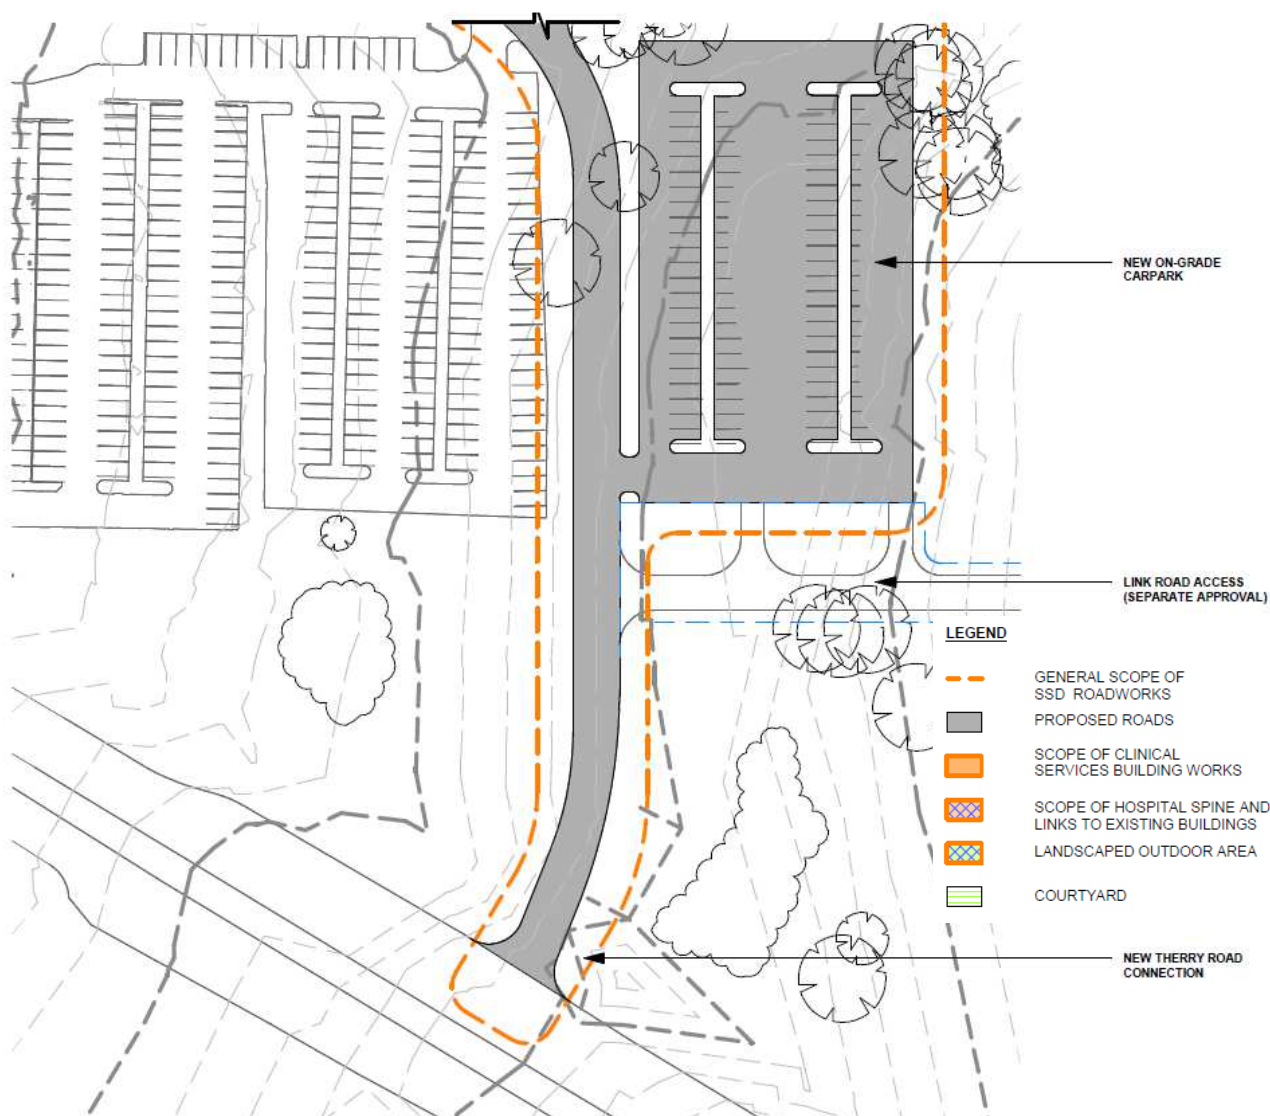 NEW ON-GRADE
CARPARK
LINK ROAD ACCESS
(SEPARATE APPROVAL)
LEGEND
GENERAL SCOPE OF
SSD ROADWORKS
PROPOSED ROADS
SCOPE OF CLINICAL
SERVICES BUILDING WORKS
SCOPE OF HOSPITAL SPINE AND
LINKS TO EXISTING BUILDINGS
LANDSCAPED OUTDOOR AREA
COURTYARD
NEW THERRY ROAD
CONNECTION